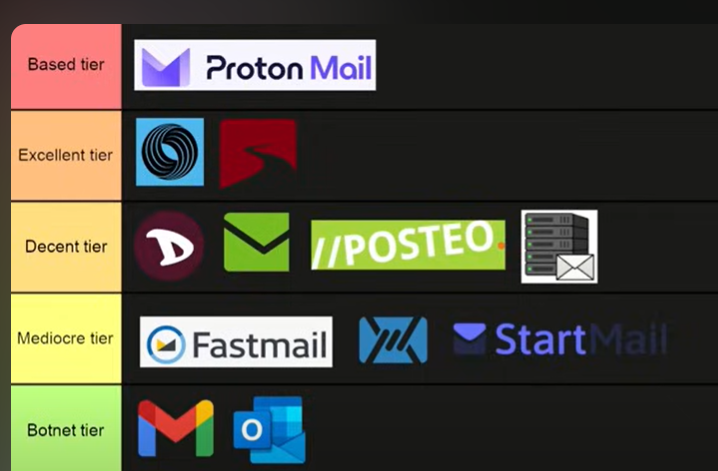 Based tier
Proton Mail
Excellent tier
Decent tier
D
//POSTEO.
Mediocre tier
Fastmail
StartMail
Botnet tier
O